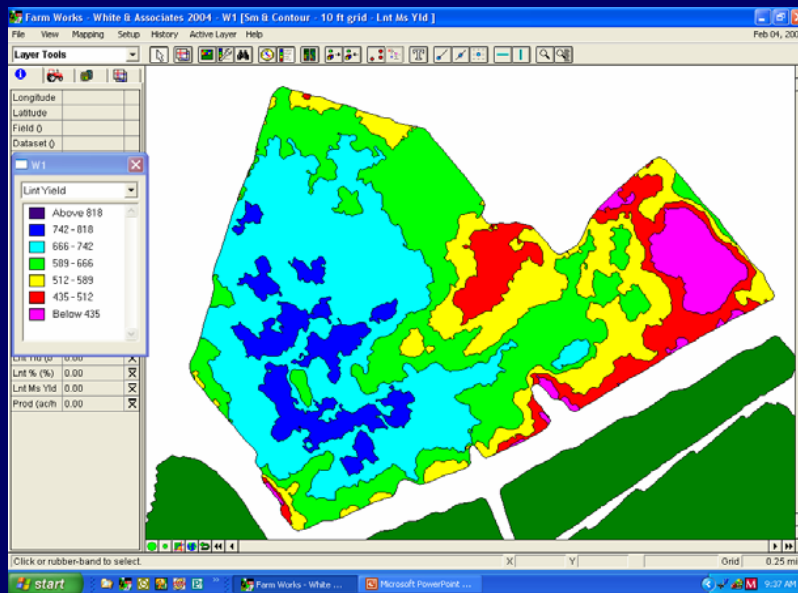 Farm Works - White & Associates 2004 - W1 [Sm & Contour - 10 ft grid - Lnt Ms Yld ]
File View Mapping Setup History Active Layer Help Feb 04, 200
Layer Tools
Longitude
Latitude
Field ()
Dataset ()
W1
Lint Yield
Above 818
742 - 818
666 - 742
589 - 666
512 - 589
435 - 512
Below 435
0.00
Lnt % (%) 0.00
Lnt Ms Yld 0.00
Prod (ac/h 0.00
Click or rubber-band to select. X Y Grid 0.25 mi
start Farm Works - White ... Microsoft PowerPoint ... 9:37 AM